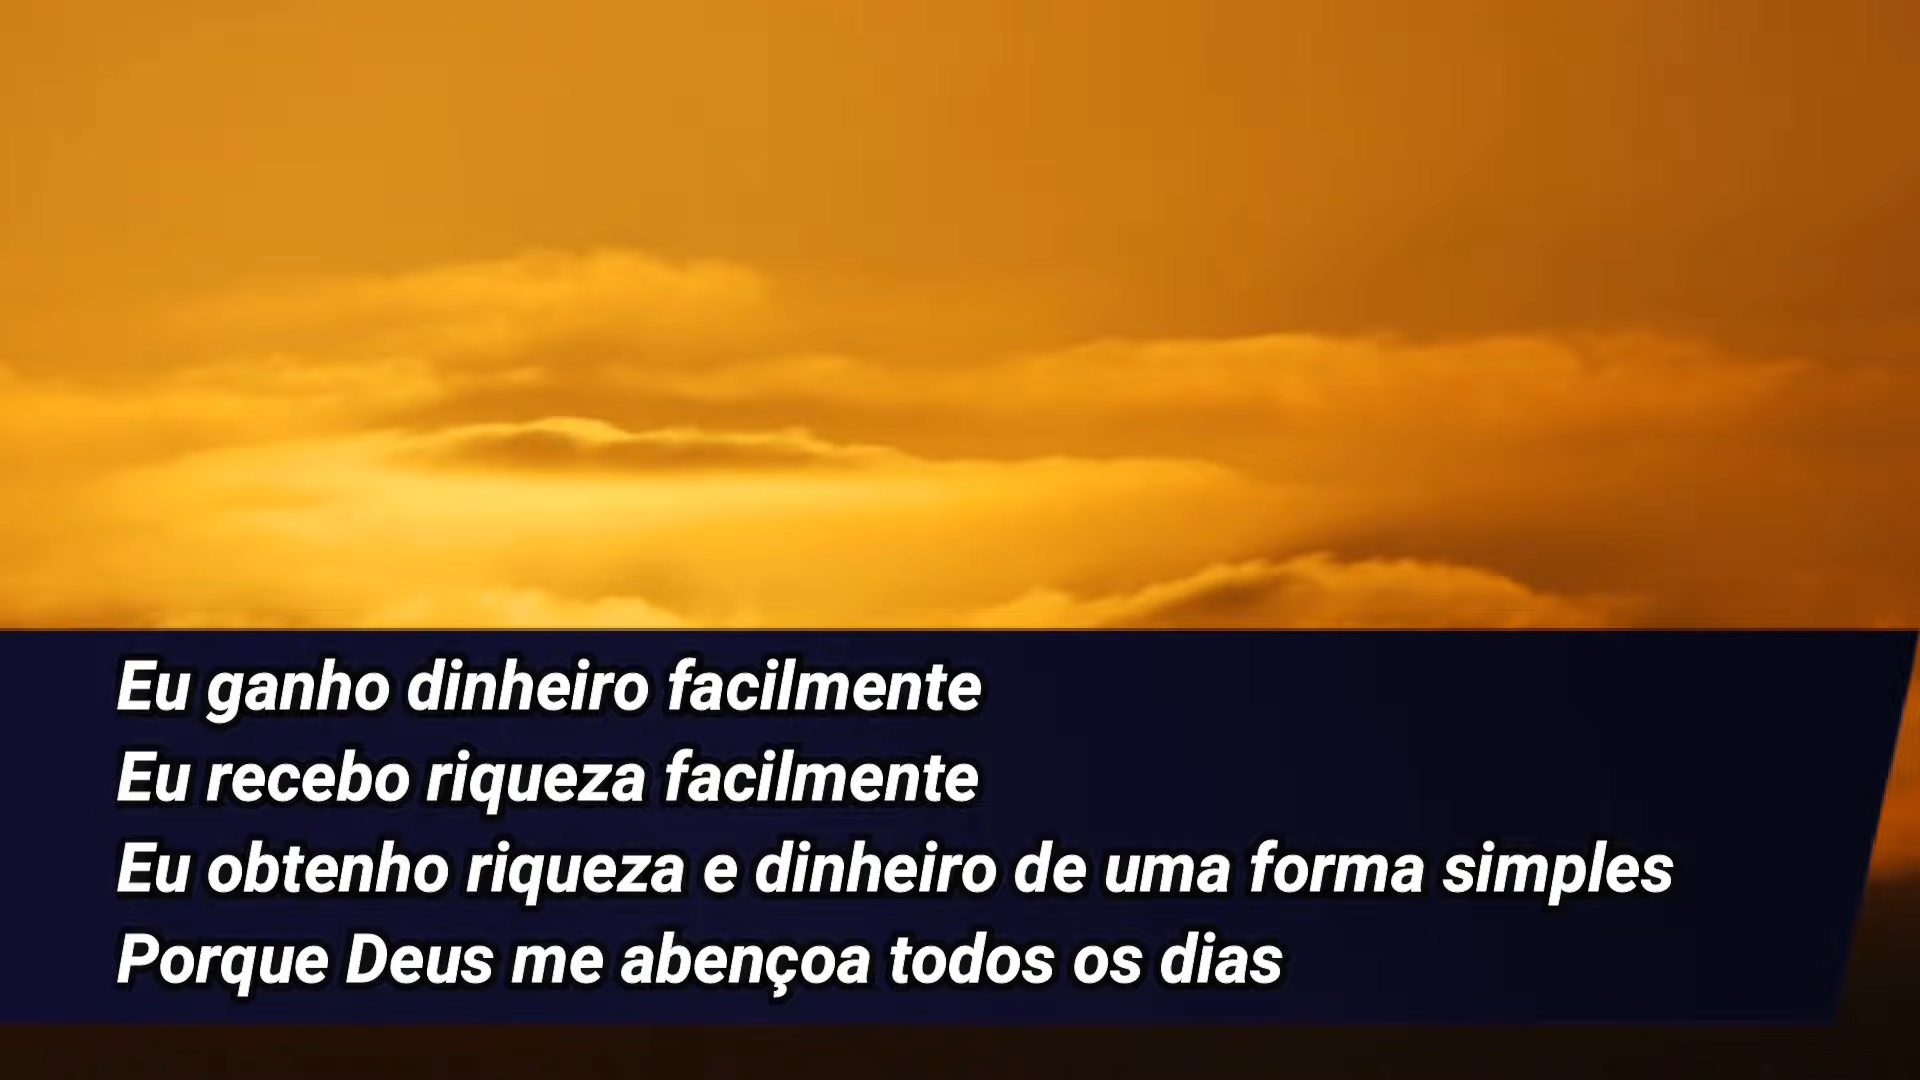 Eu ganho dinheiro facilmente
Eu recebo riqueza facilmente
Eu obtenho riqueza e dinheiro de uma forma simples
Porque Deus me abençoa todos os dias